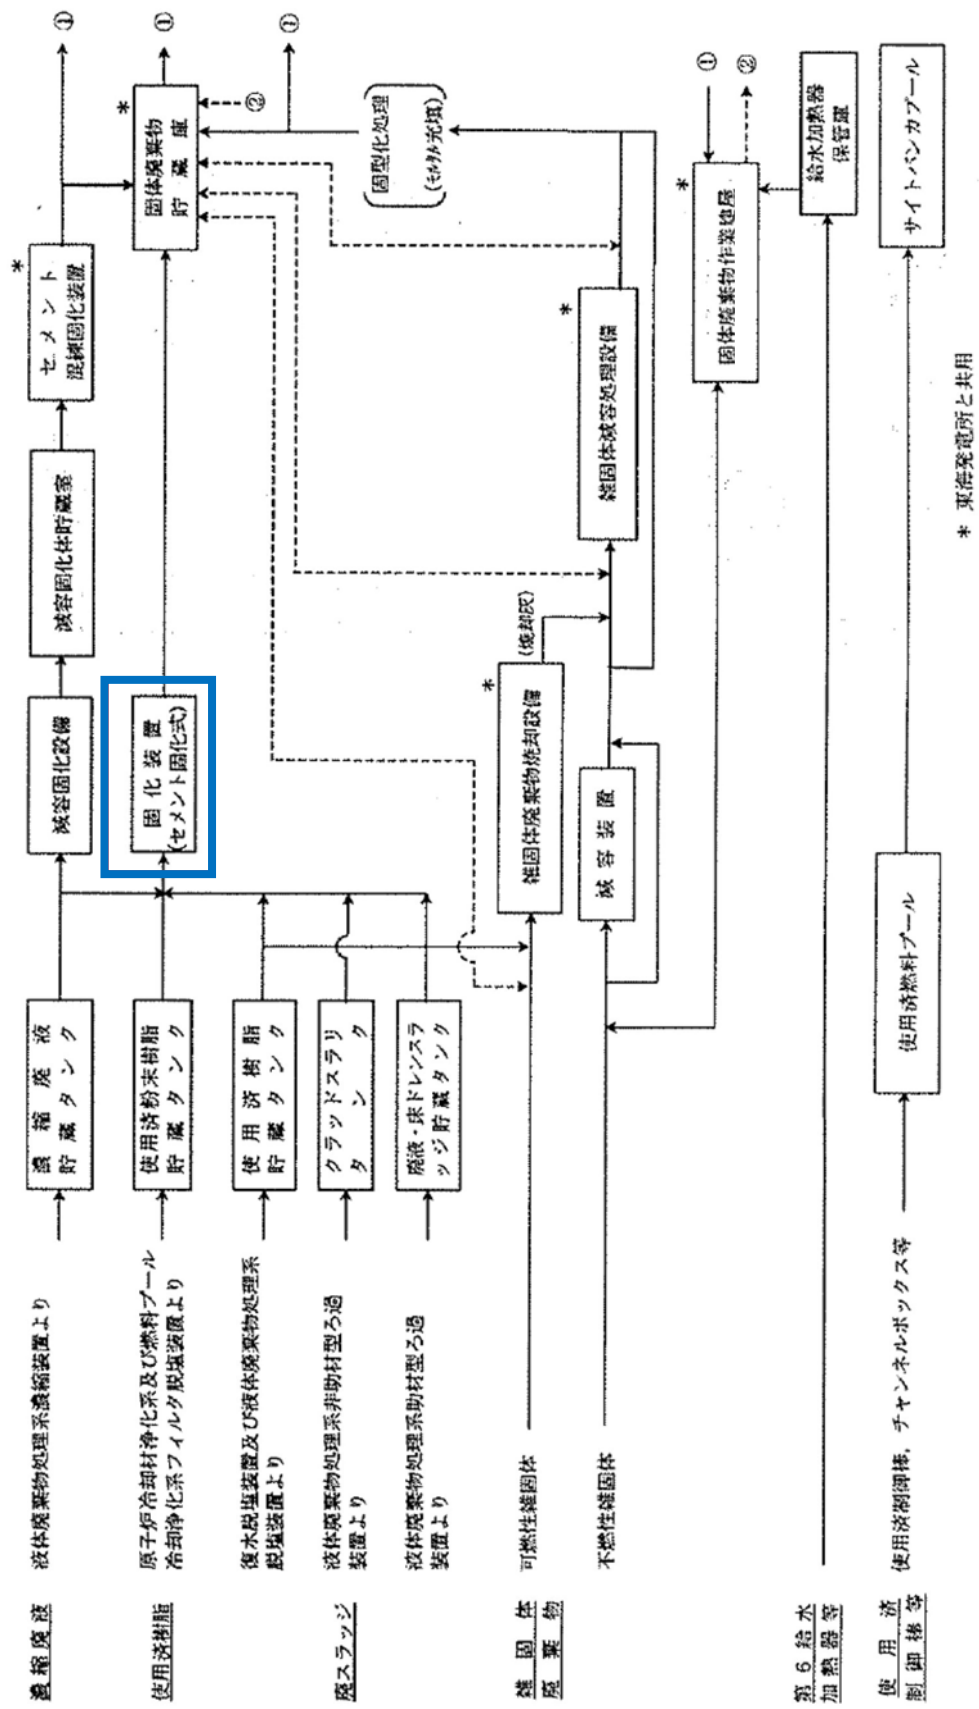 濃縮廃液
液体廃棄物処理系濃縮装置より
濃縮廃液
貯蔵タンク
減容固化設備
減容固化体貯蔵室
*
セメント
混練固化装置
①
使用済樹脂
原子炉冷却材浄化系及び燃料プール
冷却浄化系フィルタ脱塩装置より
使用済粉末樹脂
貯蔵タンク
固化装置
(セメント固化式)
*
固体廃棄物
貯蔵庫
①
②
①
復水脱塩装置及び液体廃棄物処理系
脱塩装置より
使用済樹脂
貯蔵タンク
廃スラッジ
液体廃棄物処理系非助材型ろ過
装置より
クラッドスラリ
タンク
液体廃棄物処理系助材型ろ過
装置より
廃液・床ドレンスラ
ッジ貯蔵タンク
固型化処理
(モルタル充填)
雑固体
廃棄物
可燃性雑固体
*
雑固体廃棄物焼却設備
(焼却灰)
不燃性雑固体
減容装置
*
雑固体減容処理設備
*
固体廃棄物作業建屋
①
②
第6給水
加熱器等
給水加熱器
保管庫
使用済
制御棒等
使用済制御棒,チャンネルボックス等
使用済燃料プール
サイトバンカプール
* 東海発電所と共用